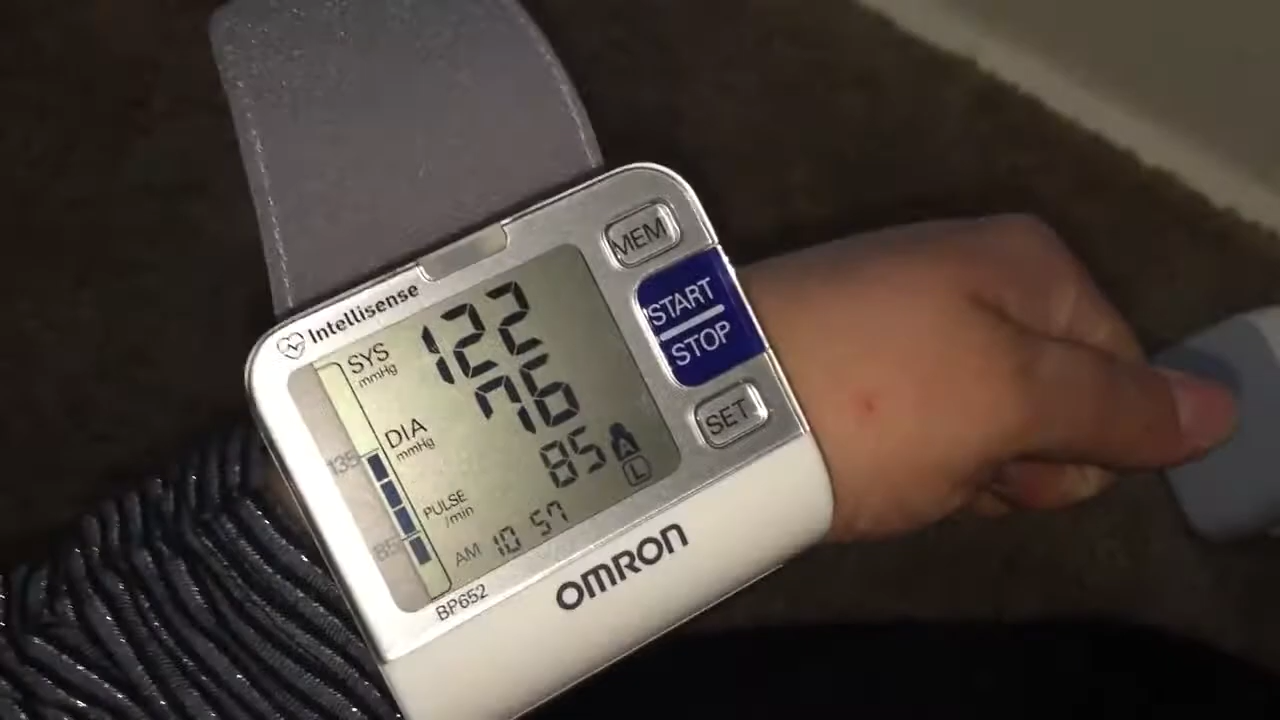 Intellisense
MEM
START
STOP
SET
SYS
mmHg
122
DIA
mmHg
76
135
85
PULSE
/min
85 A
L
AM 10 57
BP652
OMRON